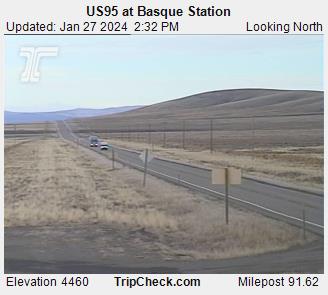 US95 at Basque Station
Updated: Jan 27 2024 2:32 PM Looking North
Elevation 4460 TripCheck.com Milepost 91.62